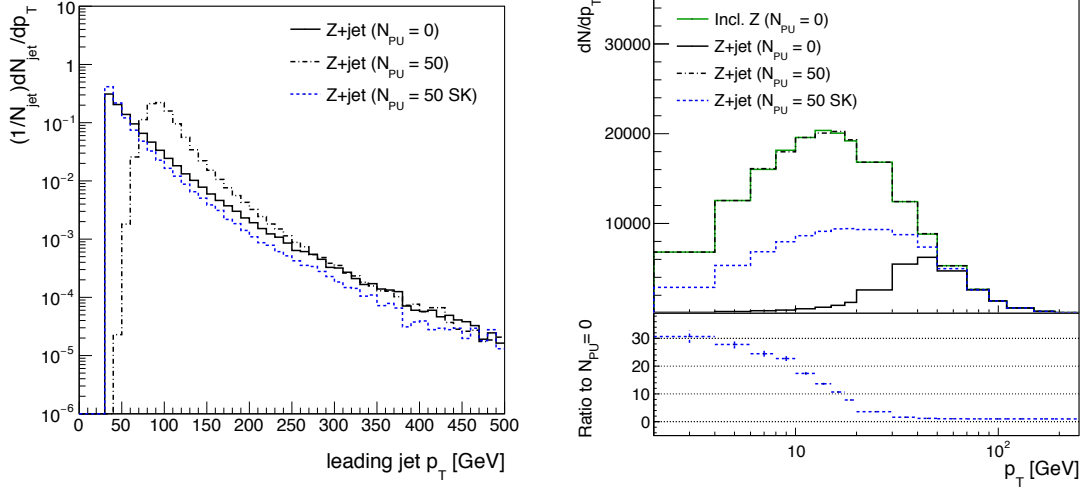 (1/N_jet)dN_jet/dp_T
10
1
10^−1
10^−2
10^−3
10^−4
10^−5
10^−6
Z+jet (N_PU = 0)
Z+jet (N_PU = 50)
Z+jet (N_PU = 50 SK)
0 50 100 150 200 250 300 350 400 450 500
leading jet p_T [GeV]
dN/dp_T
30000
20000
10000
Incl. Z (N_PU = 0)
Z+jet (N_PU = 0)
Z+jet (N_PU = 50)
Z+jet (N_PU = 50 SK)
Ratio to N_PU= 0
30
20
10
0
10 10^2
p_T [GeV]